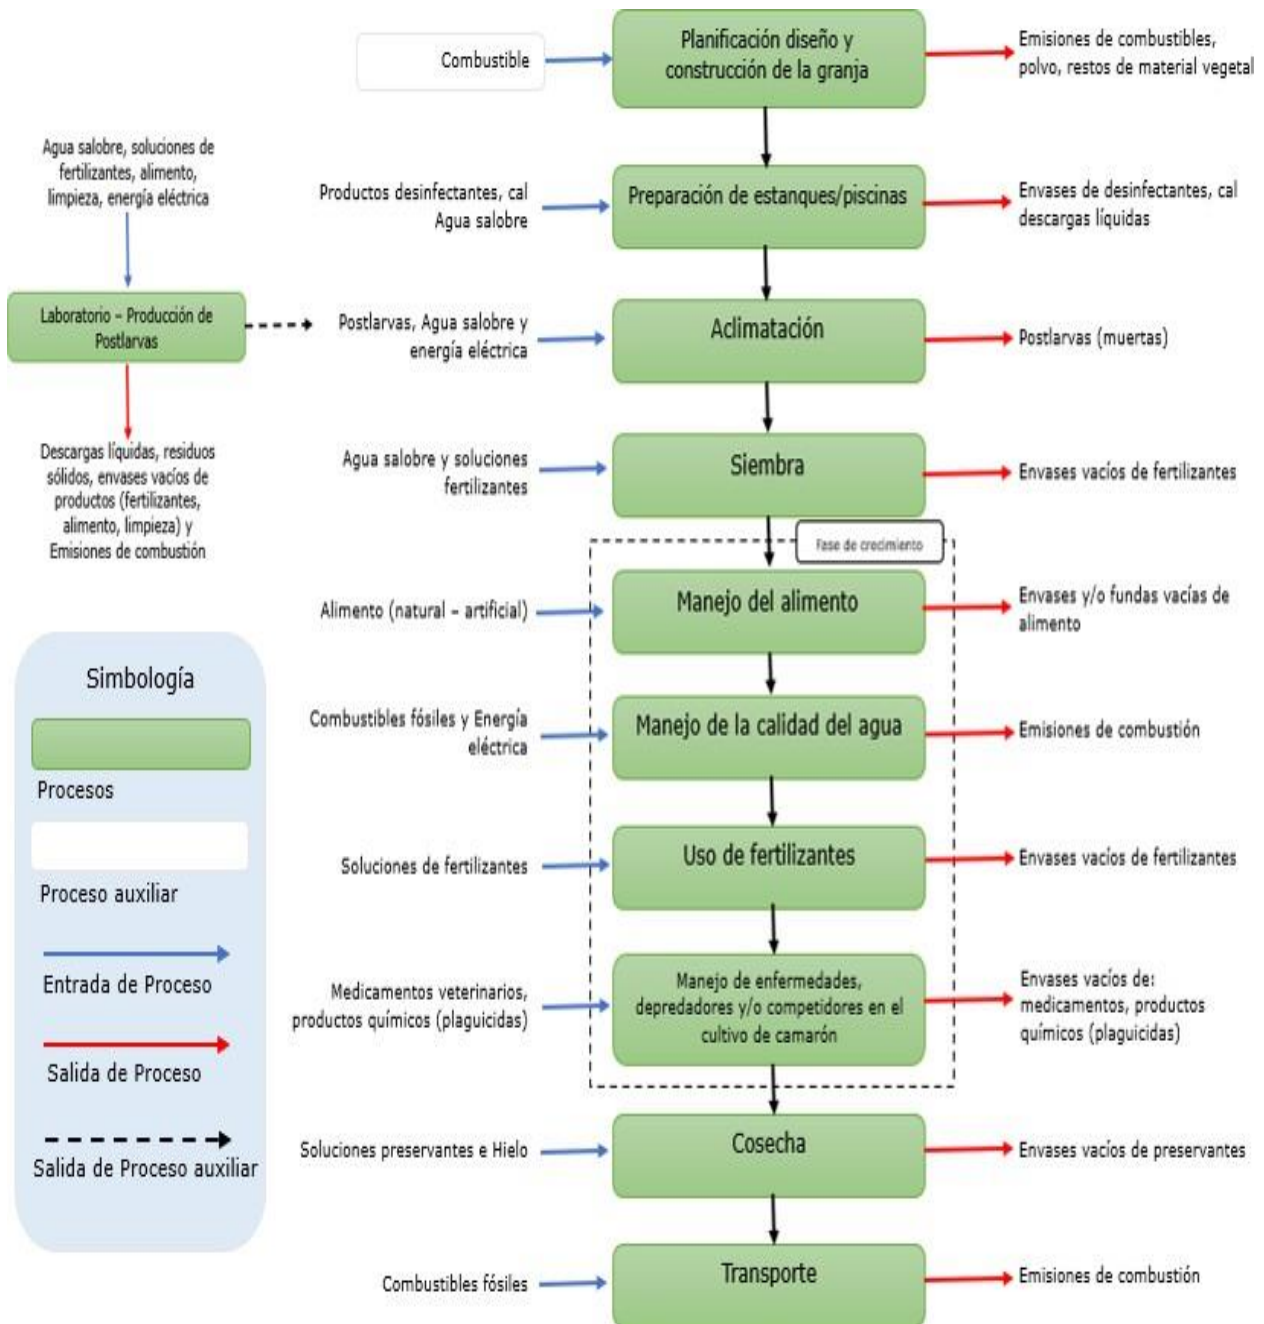 Combustible
Planificación diseño y
construcción de la granja
Emisiones de combustibles,
polvo, restos de material vegetal
Agua salobre, soluciones de
fertilizantes, alimento,
limpieza, energía eléctrica
Productos desinfectantes, cal
Agua salobre
Preparación de estanques/piscinas
Envases de desinfectantes, cal
descargas líquidas
Laboratorio – Producción de
Postlarvas
Postlarvas, Agua salobre y
energía eléctrica
Aclimatación
Postlarvas (muertas)
Descargas líquidas, residuos
sólidos, envases vacíos de
productos (fertilizantes,
alimento, limpieza) y
Emisiones de combustión
Agua salobre y soluciones
fertilizantes
Siembra
Envases vacíos de fertilizantes
Fase de crecimiento
Alimento (natural – artificial)
Manejo del alimento
Envases y/o fundas vacías de
alimento
Combustibles fósiles y Energía
eléctrica
Manejo de la calidad del agua
Emisiones de combustión
Soluciones de fertilizantes
Uso de fertilizantes
Envases vacíos de fertilizantes
Medicamentos veterinarios,
productos químicos (plaguicidas)
Manejo de enfermedades,
depredadores y/o competidores en el
cultivo de camarón
Envases vacíos de:
medicamentos, productos
químicos (plaguicidas)
Soluciones preservantes e Hielo
Cosecha
Envases vacíos de preservantes
Combustibles fósiles
Transporte
Emisiones de combustión
Simbología
Procesos
Proceso auxiliar
Entrada de Proceso
Salida de Proceso
Salida de Proceso auxiliar